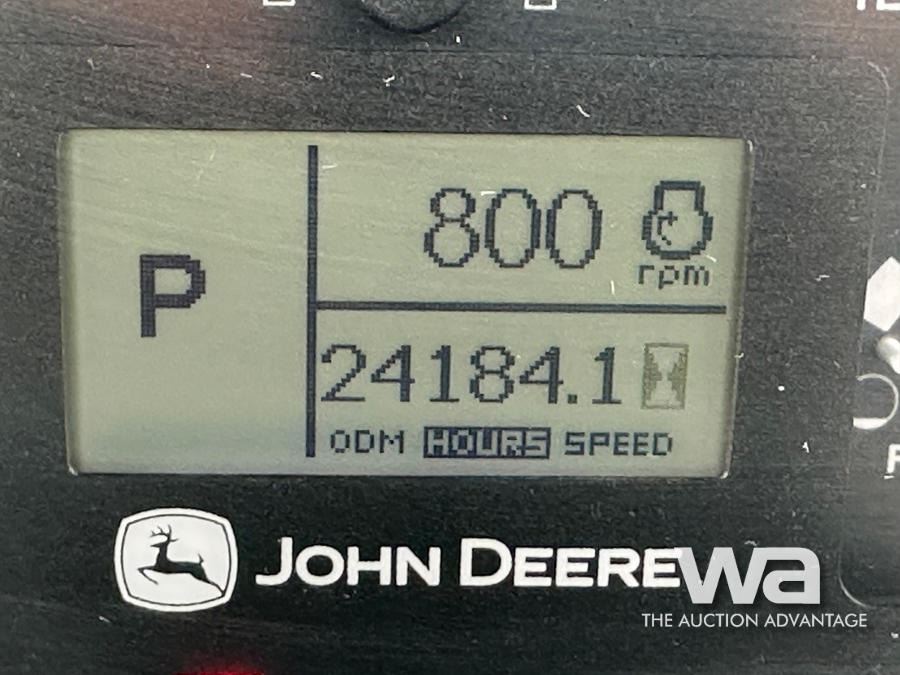 P
800
rpm
24184.1
ODM HOURS SPEED
JOHN DEERE
wa
THE AUCTION ADVANTAGE